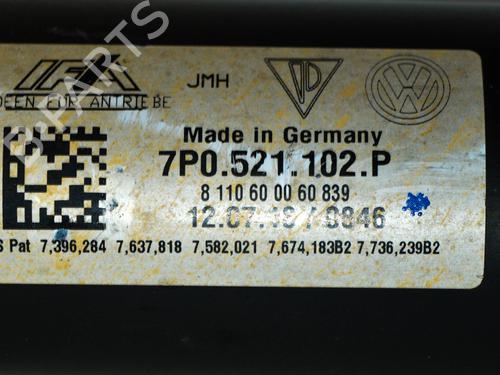 IFA
JMH
IDEEN FÜR ANTRIEBE
Made in Germany
7P0.521.102.P
8 110 60 00 60 839
S Pat 7,396,284 7,637,818 7,582,021 7,674,183B2 7,736,239B2